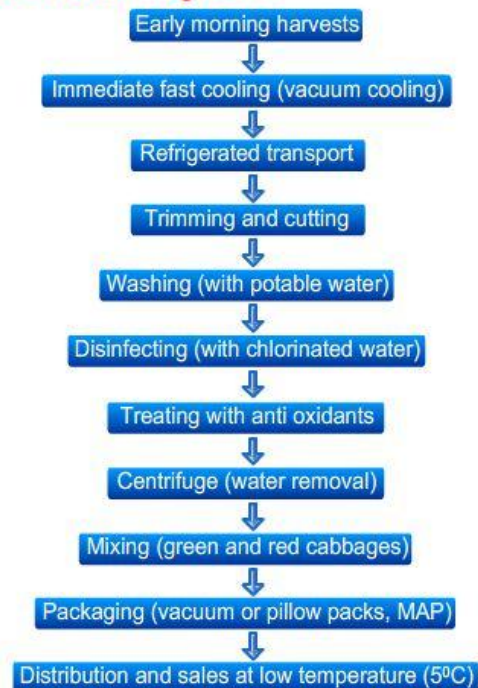 Early morning harvests
Immediate fast cooling (vacuum cooling)
Refrigerated transport
Trimming and cutting
Washing (with potable water)
Disinfecting (with chlorinated water)
Treating with anti oxidants
Centrifuge (water removal)
Mixing (green and red cabbages)
Packaging (vacuum or pillow packs, MAP)
Distribution and sales at low temperature (5⁰C)